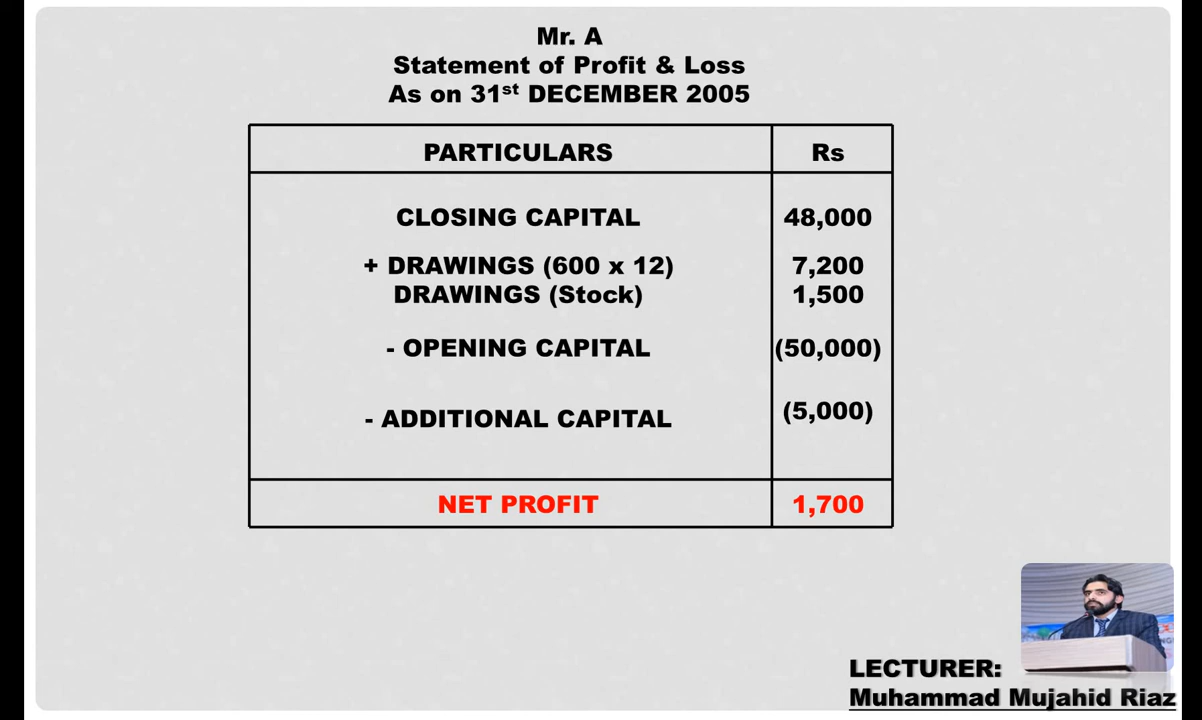 Mr. A
Statement of Profit & Loss
As on 31st DECEMBER 2005
PARTICULARS Rs
CLOSING CAPITAL 48,000
+ DRAWINGS (600 x 12) 7,200
DRAWINGS (Stock) 1,500
- OPENING CAPITAL (50,000)
- ADDITIONAL CAPITAL (5,000)
NET PROFIT 1,700
LECTURER:
Muhammad Mujahid Riaz